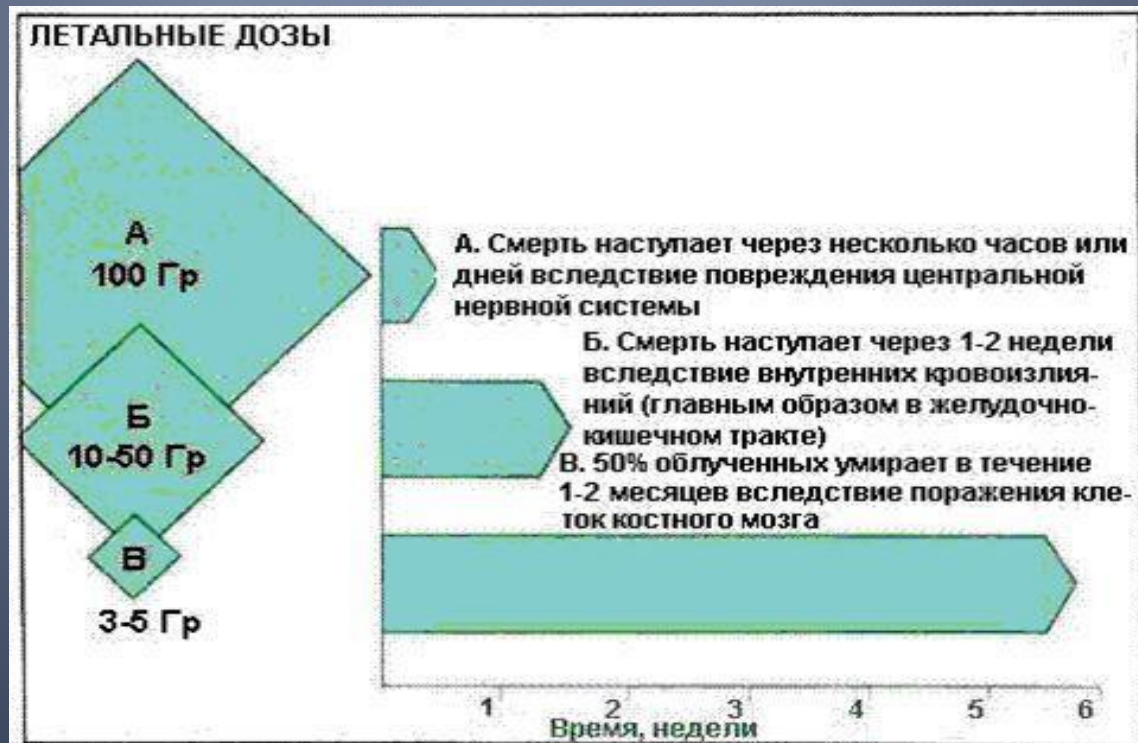 ЛЕТАЛЬНЫЕ ДОЗЫ
А
100 Гр
Б
10-50 Гр
В
3-5 Гр
А. Смерть наступает через несколько часов или
дней вследствие повреждения центральной
нервной системы
Б. Смерть наступает через 1-2 недели
вследствие внутренних кровоизлия-
ний (главным образом в желудочно-
кишечном тракте)
В. 50% облученных умирает в течение
1-2 месяцев вследствие поражения кле-
ток костного мозга
1 2 3 4 5 6
Время, недели